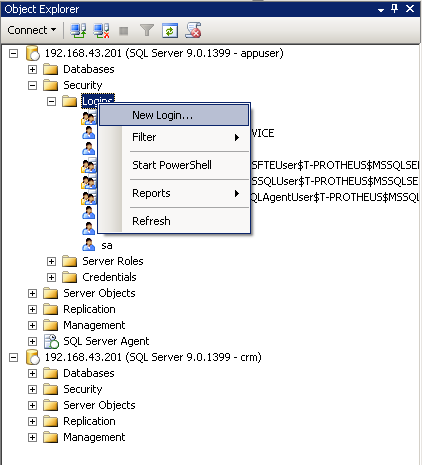 Object Explorer
Connect
192.168.43.201 (SQL Server 9.0.1399 - appuser)
Databases
Security
Logins
New Login...
Filter
VICE
Start PowerShell
SFTEUser$T-PROTHEUS$MSSQLSE
SSQLUser$T-PROTHEUS$MSSQLSER
Reports
QLAgentUser$T-PROTHEUS$MSSQ
Refresh
sa
Server Roles
Credentials
Server Objects
Replication
Management
SQL Server Agent
192.168.43.201 (SQL Server 9.0.1399 - crm)
Databases
Security
Server Objects
Replication
Management